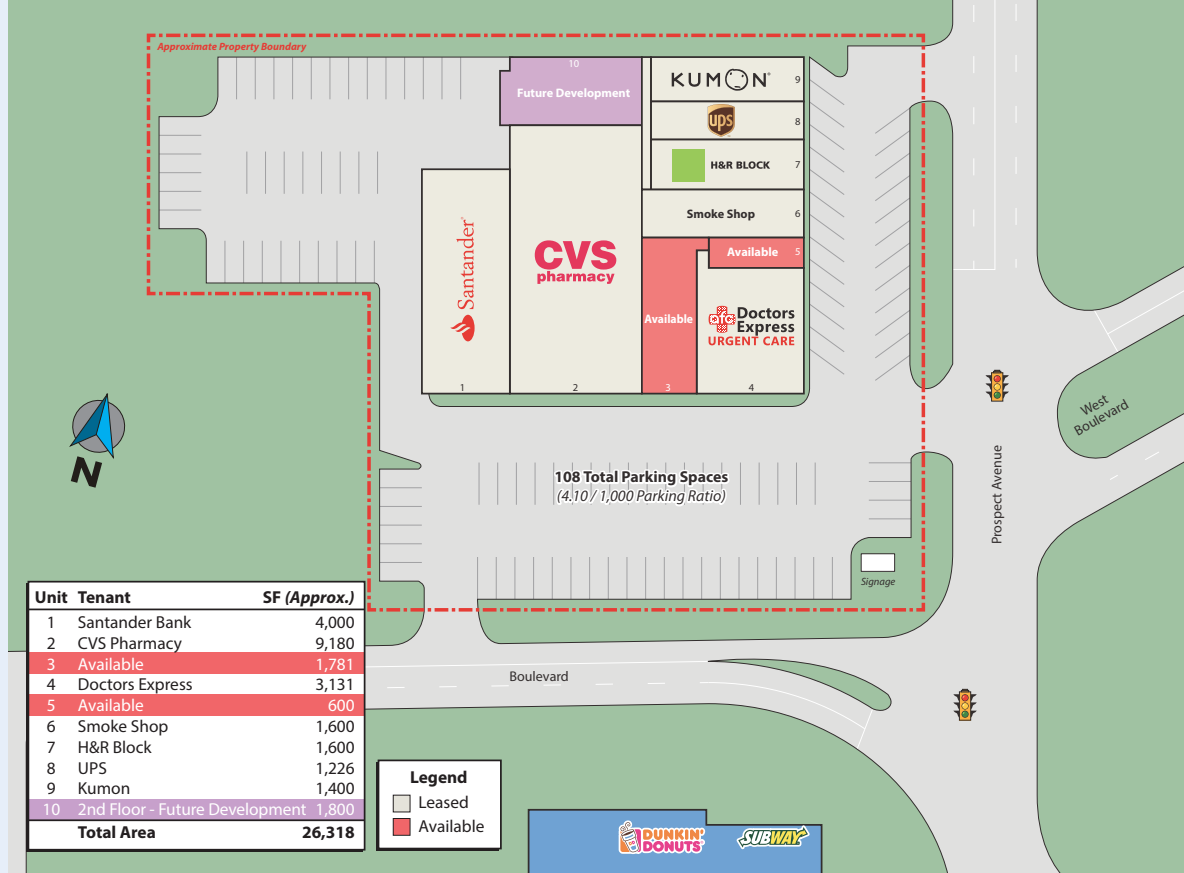 Approximate Property Boundary
10
Future Development
KUMON
9
ups
8
H&R BLOCK
7
Smoke Shop
6
Available
5
Santander
1
CVS
pharmacy
2
Available
3
afc Doctors
Express
URGENT CARE
4
N
108 Total Parking Spaces
(4.10 / 1,000 Parking Ratio)
Signage
West
Boulevard
Prospect Avenue
Boulevard
Unit Tenant SF (Approx.)
1 Santander Bank 4,000
2 CVS Pharmacy 9,180
3 Available 1,781
4 Doctors Express 3,131
5 Available 600
6 Smoke Shop 1,600
7 H&R Block 1,600
8 UPS 1,226
9 Kumon 1,400
10 2nd Floor - Future Development 1,800
Total Area 26,318
Legend
Leased
Available
DUNKIN'
DONUTS
SUBWAY